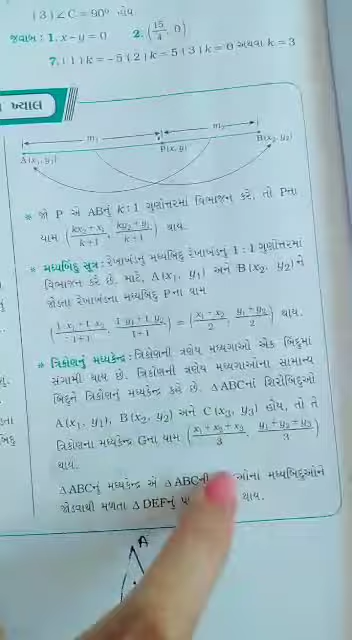 (3) ∠C = 90° હોય.
જવાબ : 1. x − y = 0 2. (15/4, 0)
7. (1) k = −5 (2) k = 5 (3) k = 0 અથવા k = 3
ખ્યાલ
m₁ m₂
A(x₁, y₁) P(x, y) B(x₂, y₂)
* જો P એ ABનું k : 1 ગુણોત્તરમાં વિભાજન કરે, તો Pના
યામ (kx₂ + x₁/k + 1, ky₂ + y₁/k + 1) થાય.
* મધ્યબિંદુ સૂત્ર : રેખાખંડનું મધ્યબિંદુ રેખાખંડનું 1 : 1 ગુણોત્તરમાં
વિભાજન કરે છે. માટે, A(x₁, y₁) અને B(x₂, y₂)ને
જોડતા રેખાખંડના મધ્યબિંદુ Pના યામ
(1·x₂ + 1·x₁/1 + 1, 1·y₂ + 1·y₁/1 + 1) = (x₁ + x₂/2, y₁ + y₂/2) થાય.
* ત્રિકોણનું મધ્યકેન્દ્ર : ત્રિકોણની ત્રણેય મધ્યગાઓ એક બિંદુમાં
સંગામી થાય છે. ત્રિકોણની ત્રણેય મધ્યગાઓના સામાન્ય
બિંદુને ત્રિકોણનું મધ્યકેન્દ્ર કહે છે. ΔABCનાં શિરોબિંદુઓ
A(x₁, y₁), B(x₂, y₂) અને C(x₃, y₃) હોય, તો તે
ત્રિકોણના મધ્યકેન્દ્ર Gના યામ (x₁ + x₂ + x₃/3, y₁ + y₂ + y₃/3)
થાય.
ΔABCનું મધ્યકેન્દ્ર એ ΔABCની મધ્યબિંદુઓને
જોડવાથી મળતા ΔDEFનું થાય.
A